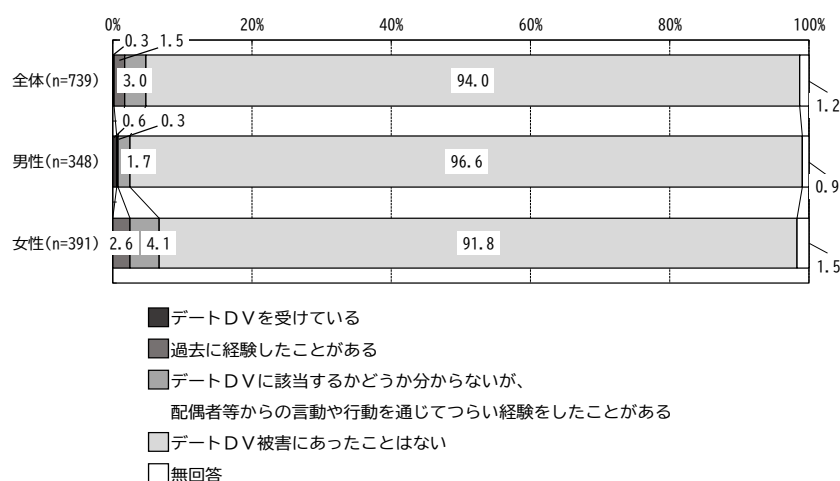 0% 20% 40% 60% 80% 100%
0.3 1.5
全体(n=739) 3.0 94.0 1.2
0.6 0.3
男性(n=348) 1.7 96.6 0.9
女性(n=391) 2.6 4.1 91.8 1.5
デートＤＶを受けている
過去に経験したことがある
デートＤＶに該当するかどうか分からないが、
配偶者等からの言動や行動を通じてつらい経験をしたことがある
デートＤＶ被害にあったことはない
無回答